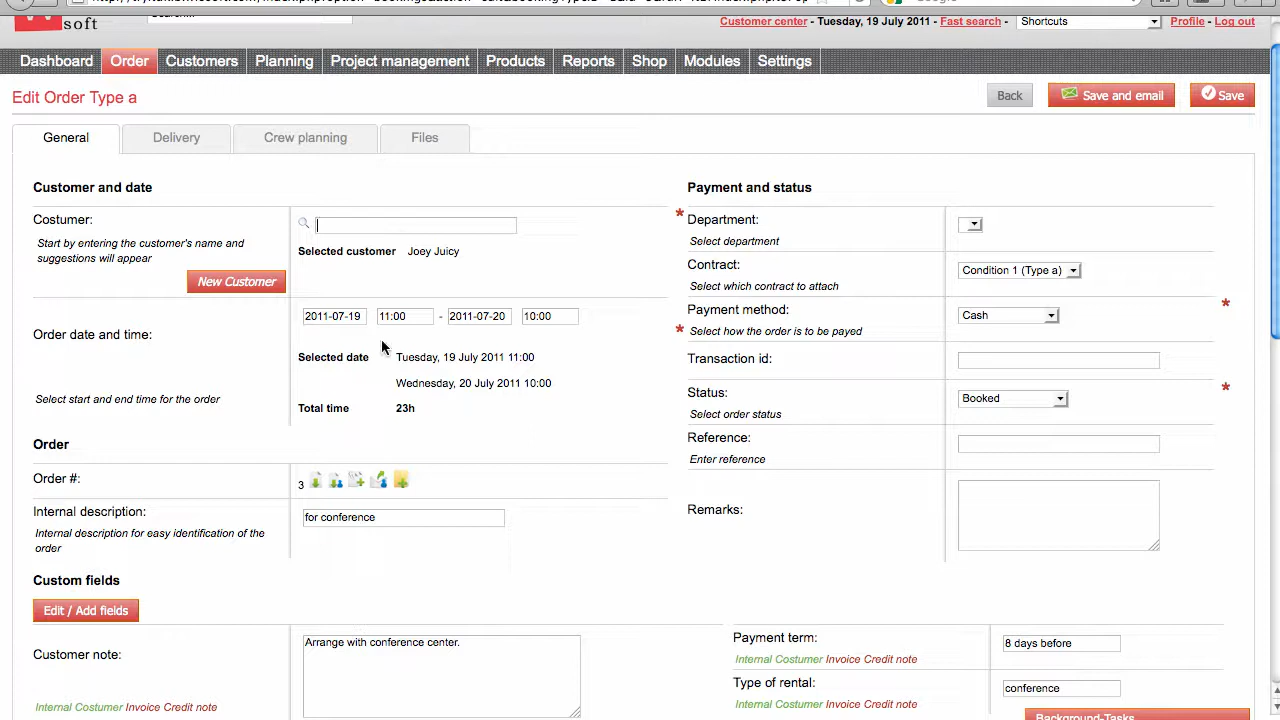 soft
Customer center - Tuesday, 19 July 2011 - Fast search - Shortcuts Profile - Log out
Dashboard Order Customers Planning Project management Products Reports Shop Modules Settings
Edit Order Type a Back Save and email Save
General Delivery Crew planning Files
Customer and date
Costumer:
Start by entering the customer's name and
suggestions will appear
Selected customer Joey Juicy
New Customer
Order date and time:
2011-07-19 11:00 - 2011-07-20 10:00
Selected date Tuesday, 19 July 2011 11:00
Wednesday, 20 July 2011 10:00
Select start and end time for the order
Total time 23h
Order
Order #: 3
Internal description: for conference
Internal description for easy identification of the
order
Custom fields
Edit / Add fields
Customer note:
Arrange with conference center.
Internal Costumer Invoice Credit note
Payment and status
* Department:
Select department
Contract: Condition 1 (Type a)
Select which contract to attach
Payment method: Cash *
* Select how the order is to be payed
Transaction id:
Status: Booked *
Select order status
Reference:
Enter reference
Remarks:
Payment term: 8 days before
Internal Costumer Invoice Credit note
Type of rental: conference
Internal Costumer Invoice Credit note
Background-Tasks